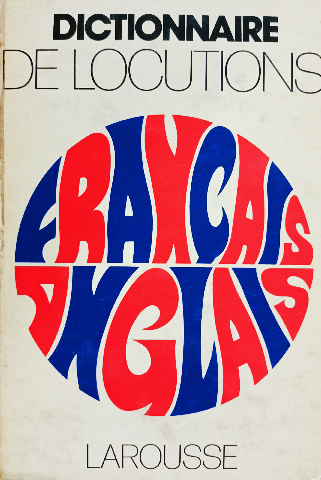 DICTIONNAIRE
DE LOCUTIONS
FRANÇAIS
ANGLAIS
LAROUSSE